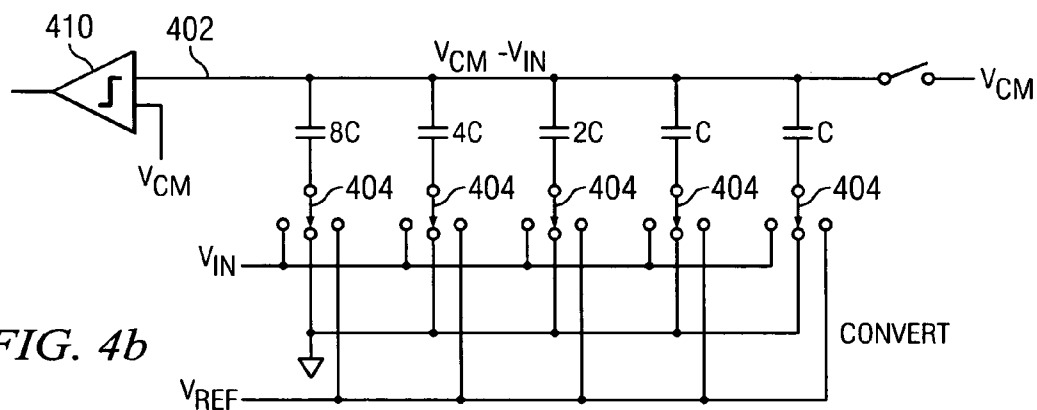 410
402
V_CM -V_IN
V_CM
8C
4C
2C
C
C
V_CM
404
404
404
404
404
V_IN
FIG. 4b
CONVERT
V_REF